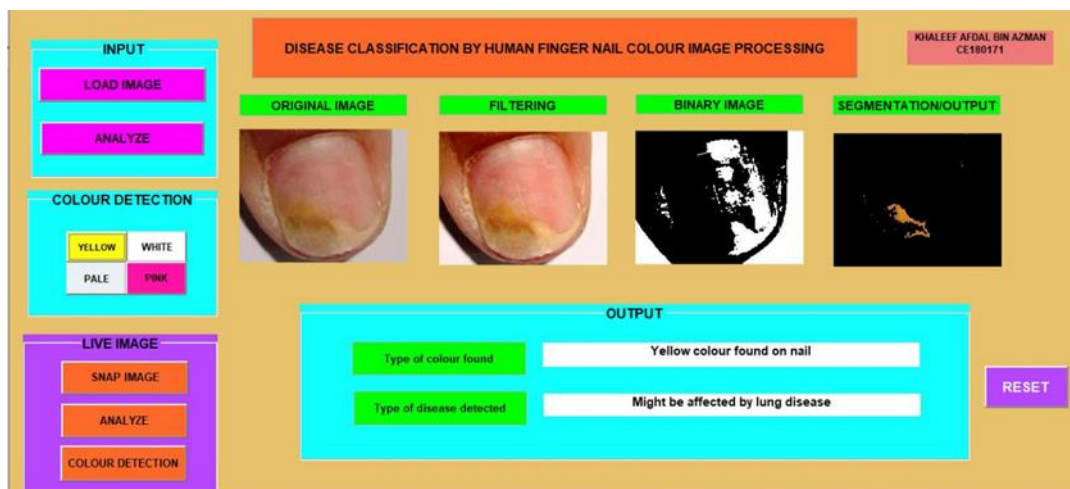 DISEASE CLASSIFICATION BY HUMAN FINGER NAIL COLOUR IMAGE PROCESSING
KHALEEF AFDAL BIN AZMAN
CE180171
INPUT
LOAD IMAGE
ANALYZE
COLOUR DETECTION
YELLOW
WHITE
PALE
PINK
LIVE IMAGE
SNAP IMAGE
ANALYZE
COLOUR DETECTION
ORIGINAL IMAGE
FILTERING
BINARY IMAGE
SEGMENTATION/OUTPUT
OUTPUT
Type of colour found
Yellow colour found on nail
Type of disease detected
Might be affected by lung disease
RESET